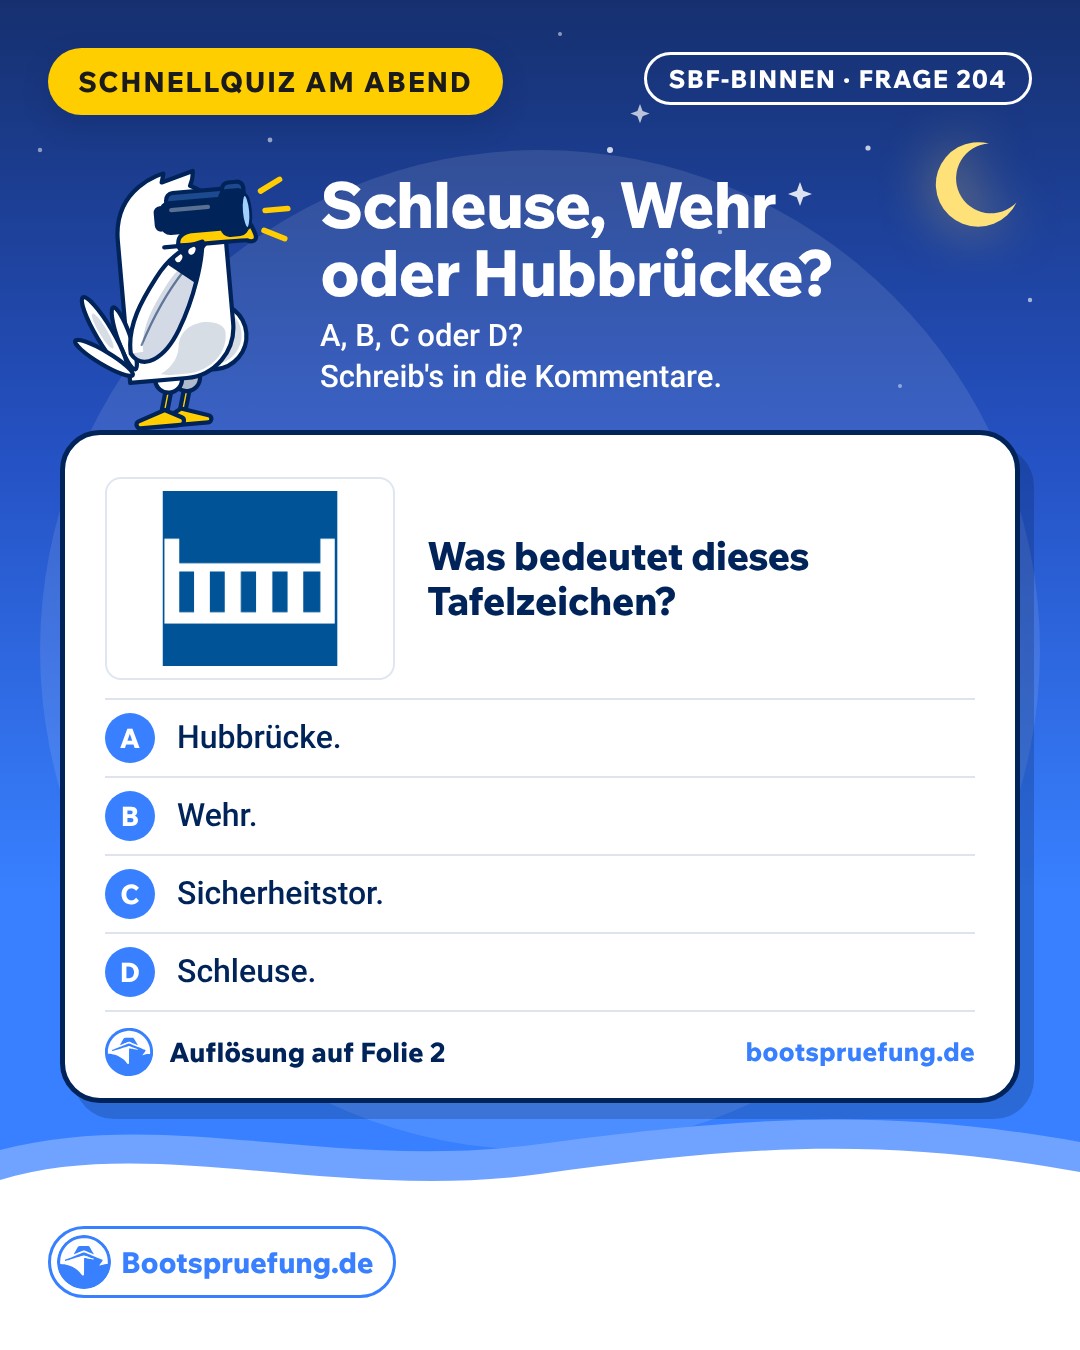 SCHNELLQUIZ AM ABEND
SBF-BINNEN · FRAGE 204
Schleuse, Wehr
oder Hubbrücke?
A, B, C oder D?
Schreib's in die Kommentare.
Was bedeutet dieses
Tafelzeichen?
A Hubbrücke.
B Wehr.
C Sicherheitstor.
D Schleuse.
Auflösung auf Folie 2
bootspruefung.de
Bootspruefung.de